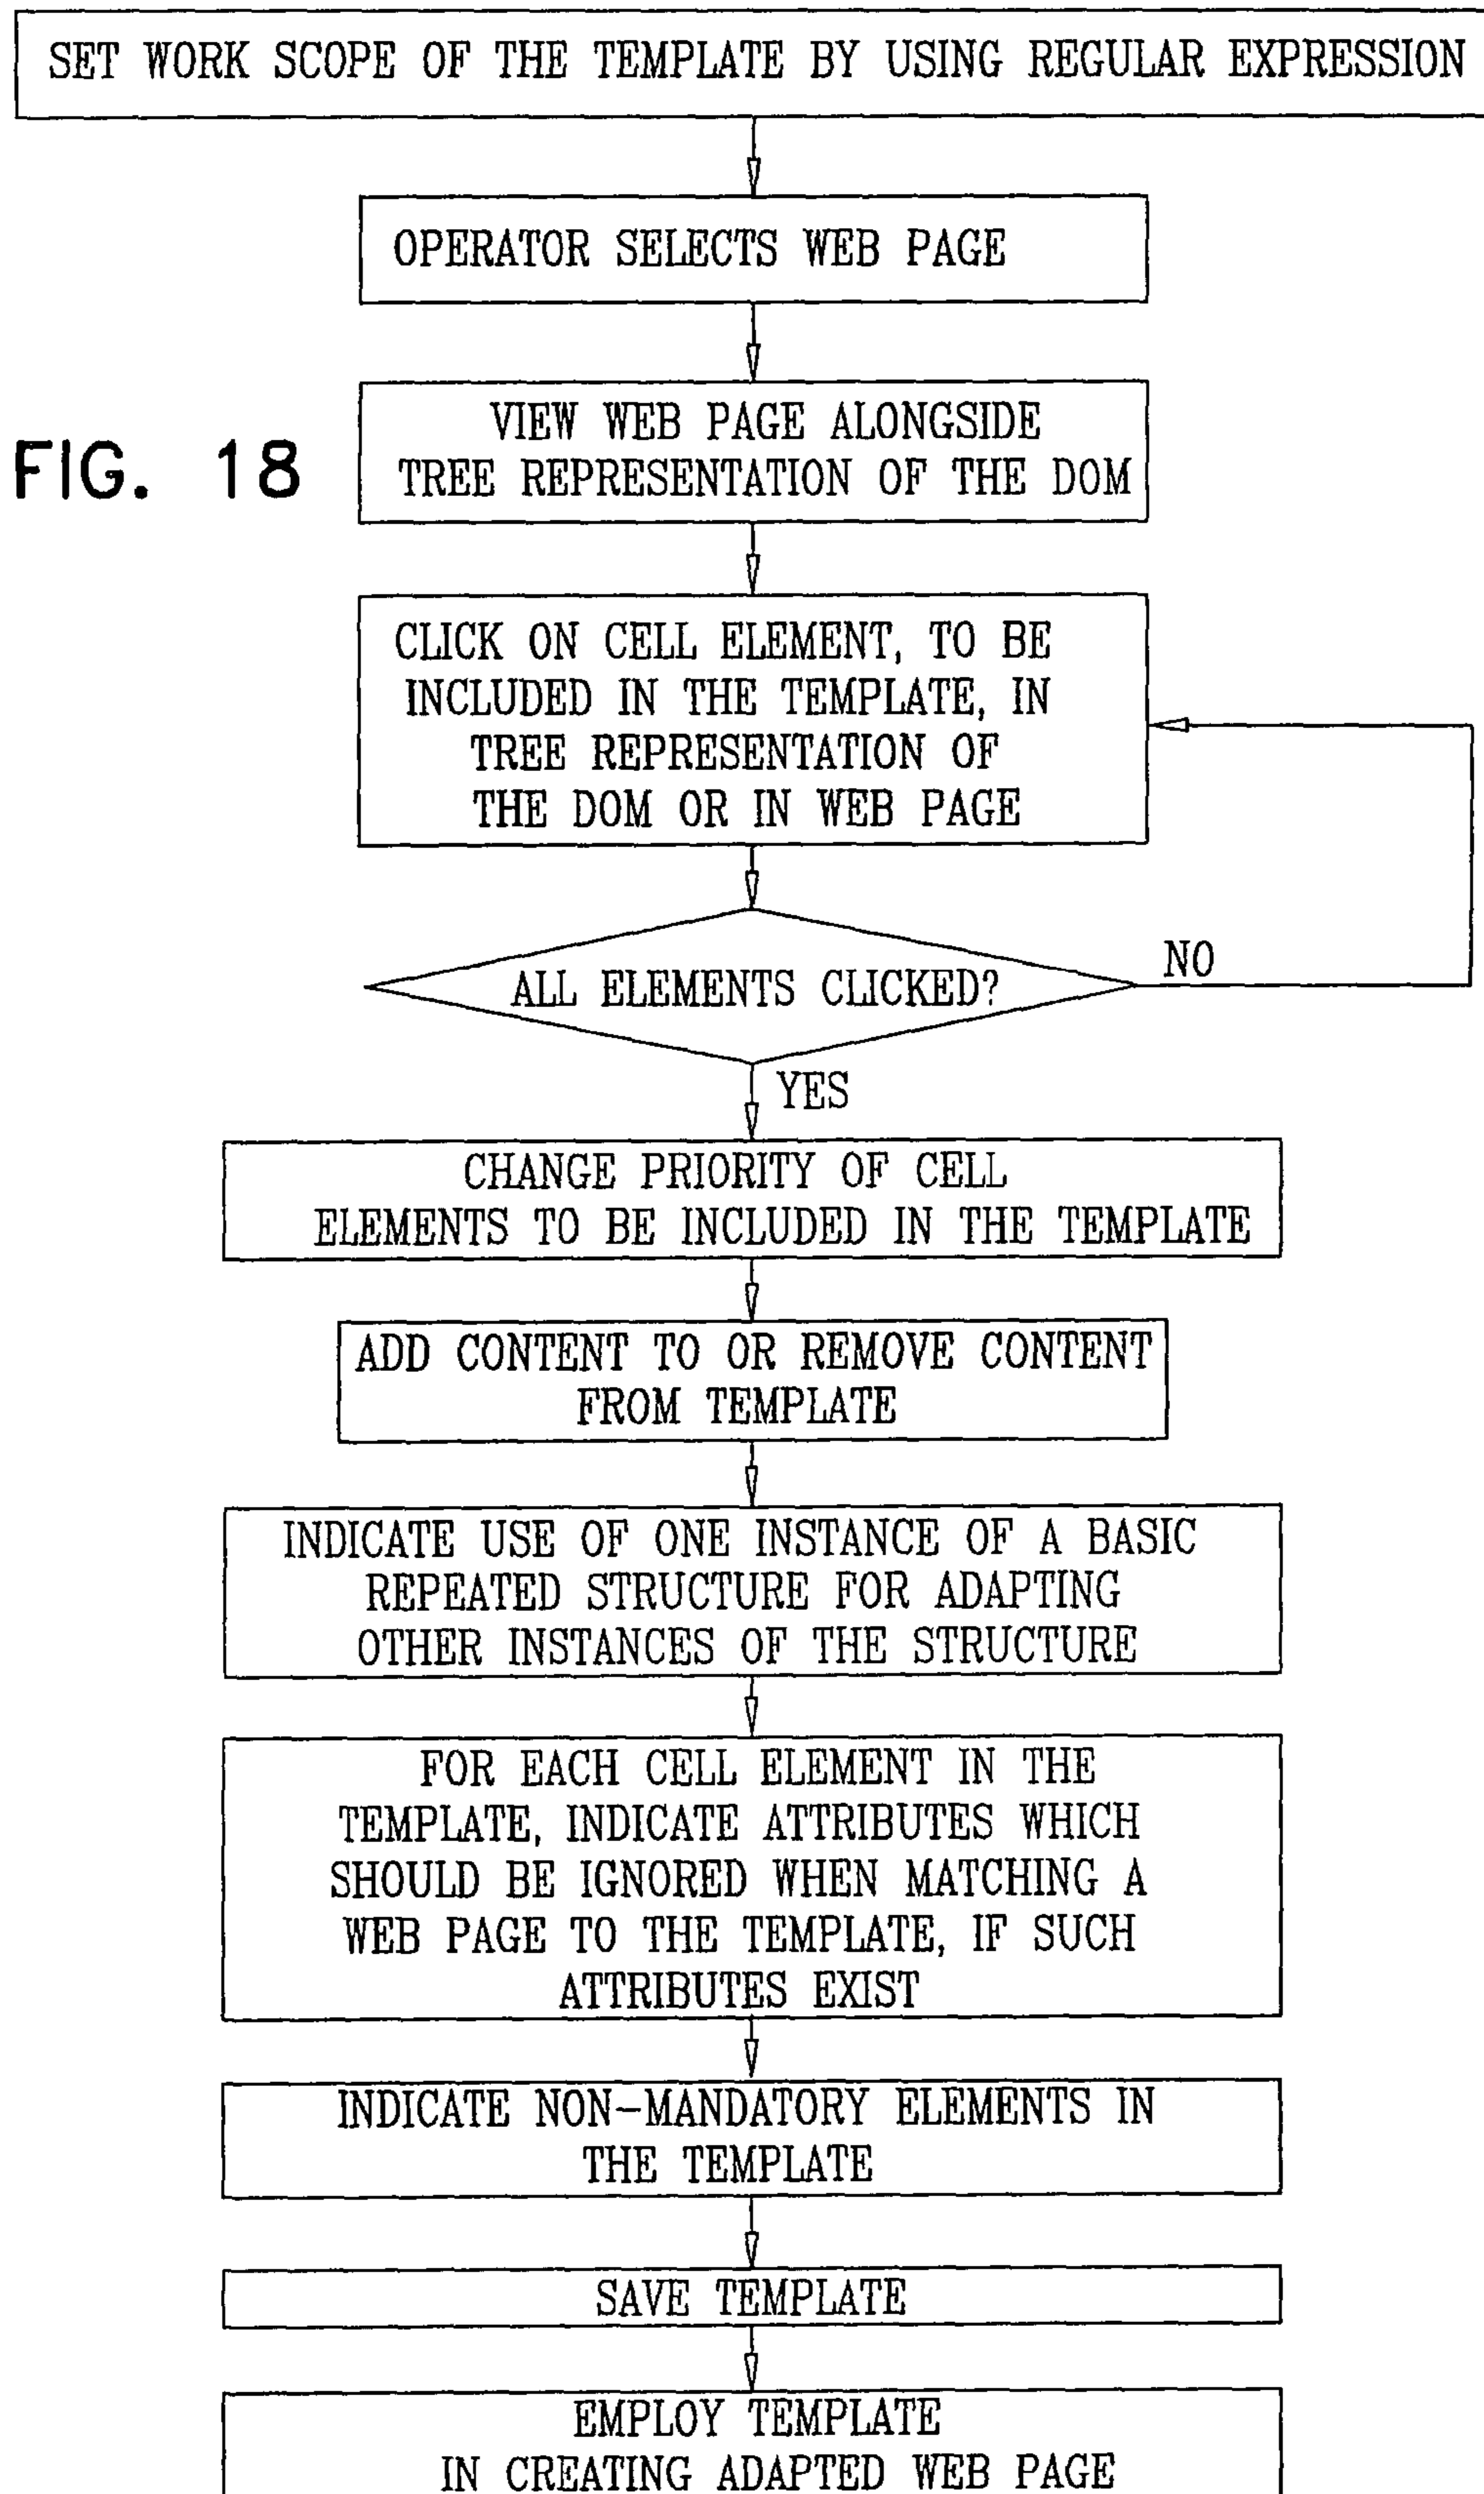 SET WORK SCOPE OF THE TEMPLATE BY USING REGULAR EXPRESSION
OPERATOR SELECTS WEB PAGE
VIEW WEB PAGE ALONGSIDE
TREE REPRESENTATION OF THE DOM
FIG. 18
CLICK ON CELL ELEMENT, TO BE
INCLUDED IN THE TEMPLATE, IN
TREE REPRESENTATION OF
THE DOM OR IN WEB PAGE
ALL ELEMENTS CLICKED?
NO
YES
CHANGE PRIORITY OF CELL
ELEMENTS TO BE INCLUDED IN THE TEMPLATE
ADD CONTENT TO OR REMOVE CONTENT
FROM TEMPLATE
INDICATE USE OF ONE INSTANCE OF A BASIC
REPEATED STRUCTURE FOR ADAPTING
OTHER INSTANCES OF THE STRUCTURE
FOR EACH CELL ELEMENT IN THE
TEMPLATE, INDICATE ATTRIBUTES WHICH
SHOULD BE IGNORED WHEN MATCHING A
WEB PAGE TO THE TEMPLATE, IF SUCH
ATTRIBUTES EXIST
INDICATE NON-MANDATORY ELEMENTS IN
THE TEMPLATE
SAVE TEMPLATE
EMPLOY TEMPLATE
IN CREATING ADAPTED WEB PAGE